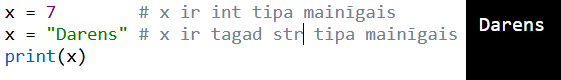 x = 7        # x ir int tipa mainīgais
x = "Darens" # x ir tagad str tipa mainīgais
print(x)
Darens